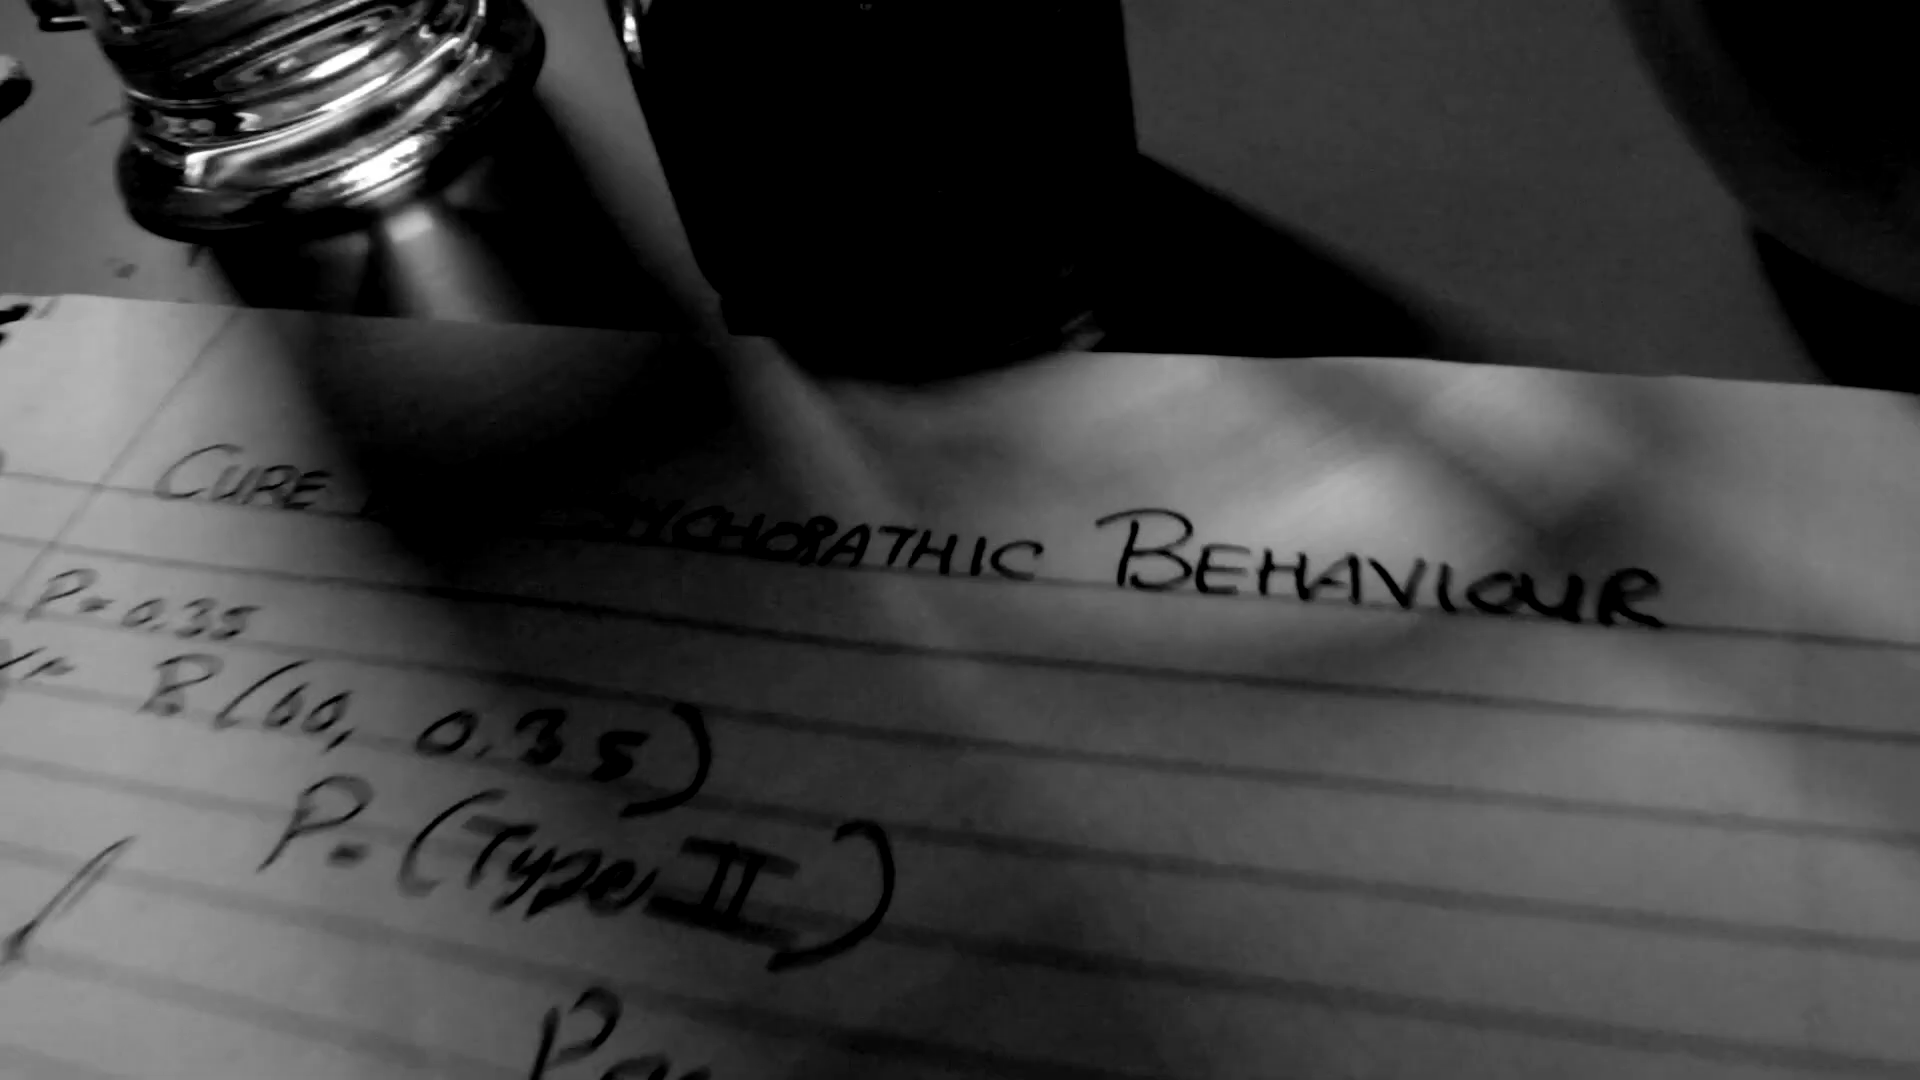 CURE PSYCHOPATHIC BEHAVIOUR
P=0.35
(60, 0.35)
P= (Type II)